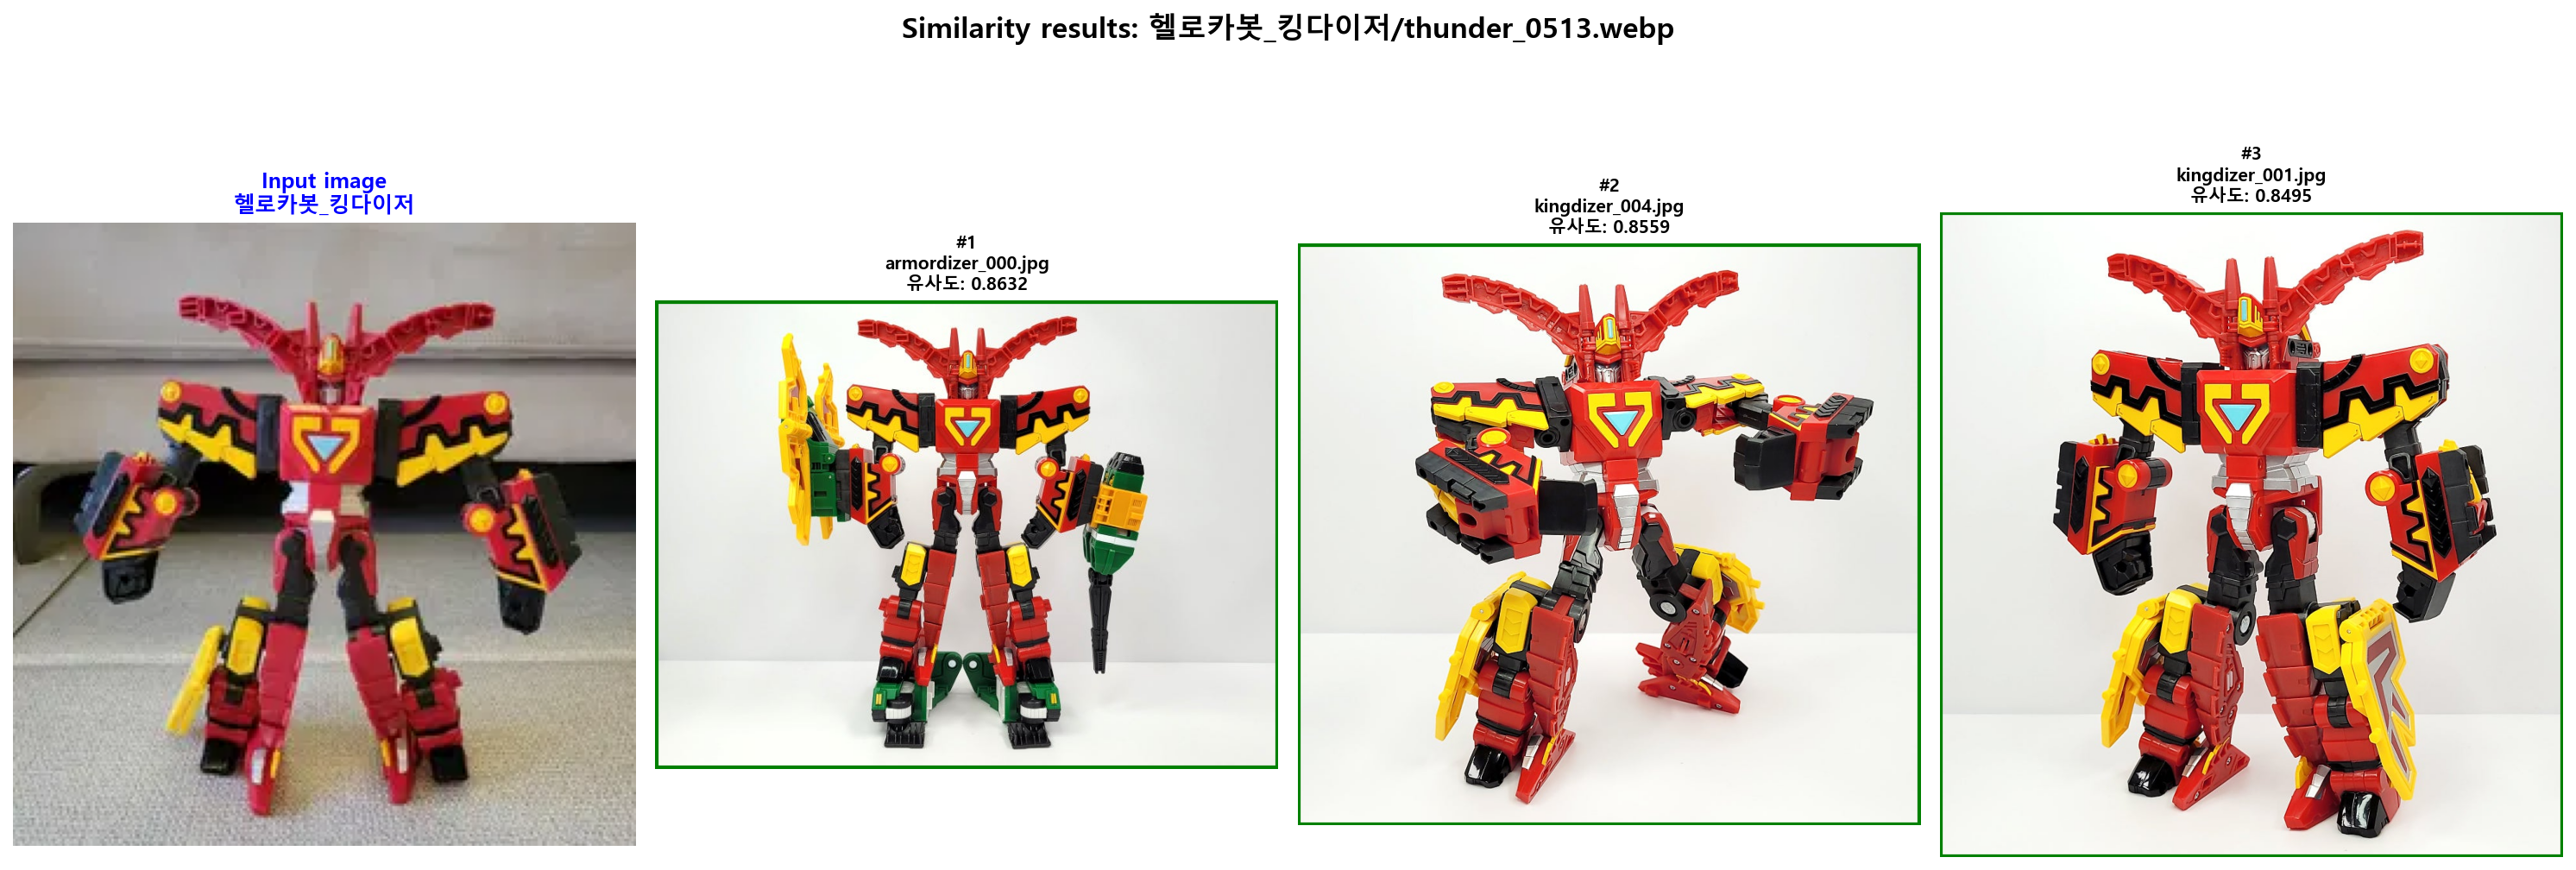 Similarity results: 헬로카봇_킹다이저/thunder_0513.webp
Input image
헬로카봇_킹다이저
#1
armordizer_000.jpg
유사도: 0.8632
#2
kingdizer_004.jpg
유사도: 0.8559
#3
kingdizer_001.jpg
유사도: 0.8495